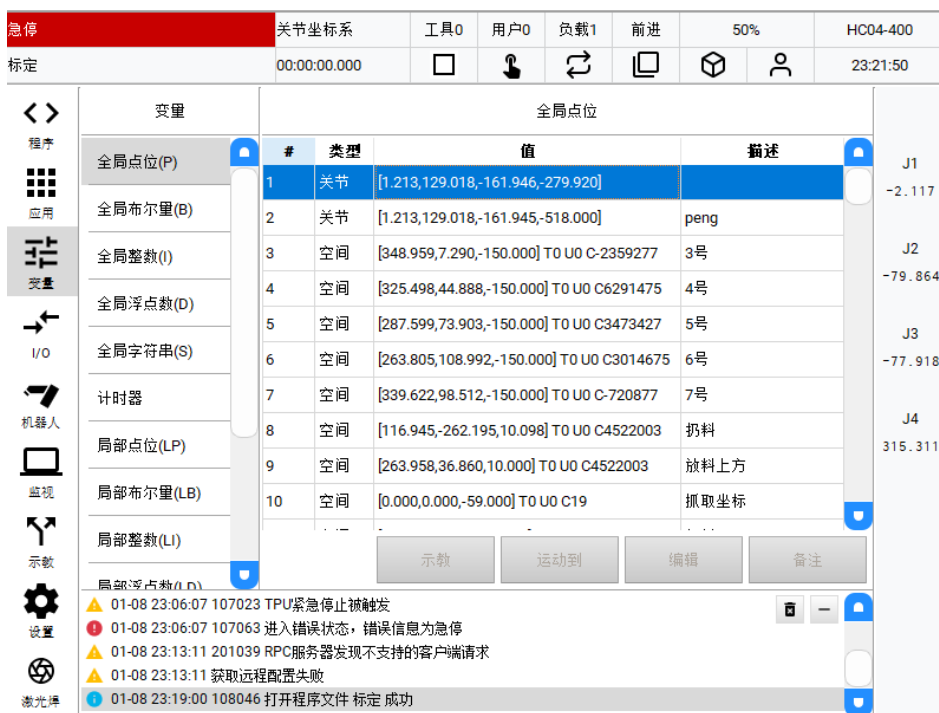 急停 关节坐标系 工具0 用户0 负载1 前进 50% HC04-400
标定 00:00:00.000 23:21:50
程序
应用
变量
I/O
机器人
监视
示教
设置
激光焊
变量
全局点位(P)
全局布尔量(B)
全局整数(I)
全局浮点数(D)
全局字符串(S)
计时器
局部点位(LP)
局部布尔量(LB)
局部整数(LI)
局部浮点数(LD)
全局点位
# 类型 值 描述
1 关节 [1.213,129.018,-161.946,-279.920]
2 关节 [1.213,129.018,-161.945,-518.000] peng
3 空间 [348.959,7.290,-150.000] T0 U0 C-2359277 3号
4 空间 [325.498,44.888,-150.000] T0 U0 C6291475 4号
5 空间 [287.599,73.903,-150.000] T0 U0 C3473427 5号
6 空间 [263.805,108.992,-150.000] T0 U0 C3014675 6号
7 空间 [339.622,98.512,-150.000] T0 U0 C-720877 7号
8 空间 [116.945,-262.195,10.098] T0 U0 C4522003 扔料
9 空间 [263.958,36.860,10.000] T0 U0 C4522003 放料上方
10 空间 [0.000,0.000,-59.000] T0 U0 C19 抓取坐标
示教 运动到 编辑 备注
J1
-2.117
J2
-79.864
J3
-77.918
J4
315.311
01-08 23:06:07 107023 TPU紧急停止被触发
01-08 23:06:07 107063 进入错误状态，错误信息为急停
01-08 23:13:11 201039 RPC服务器发现不支持的客户端请求
01-08 23:13:11 获取远程配置失败
01-08 23:19:00 108046 打开程序文件 标定 成功